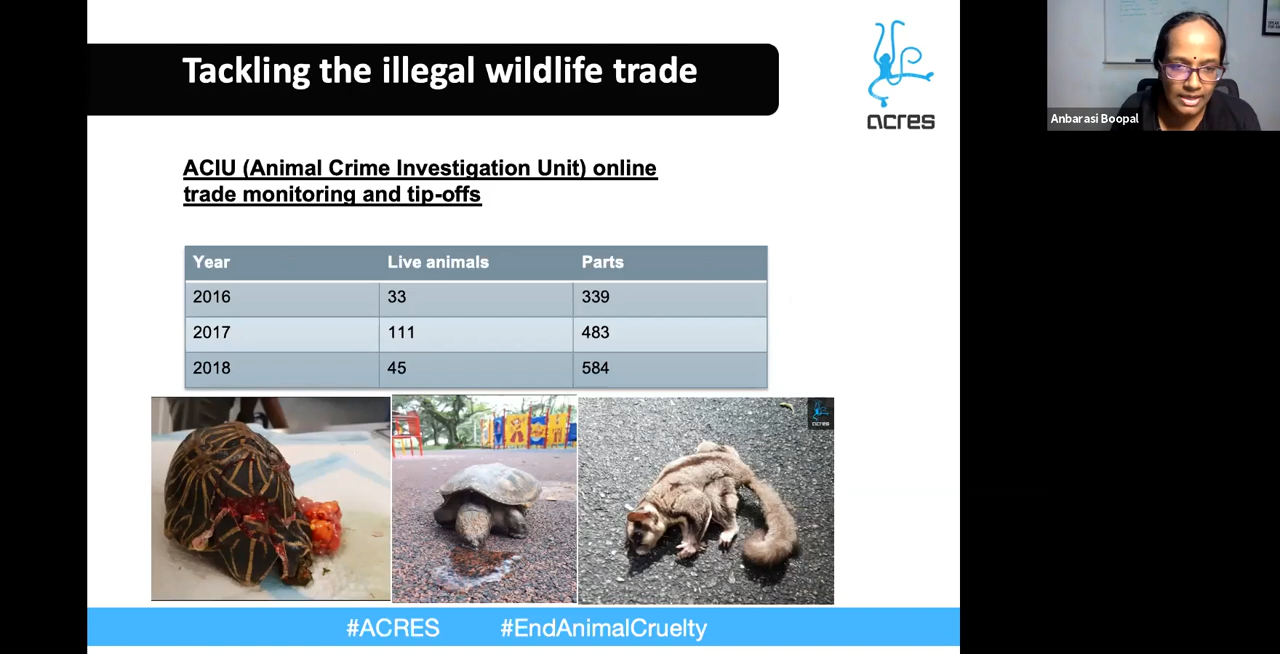 Tackling the illegal wildlife trade
acres
Anbarasi Boopal
ACIU (Animal Crime Investigation Unit) online
trade monitoring and tip-offs
Year Live animals Parts
2016 33 339
2017 111 483
2018 45 584
acres
#ACRES #EndAnimalCruelty